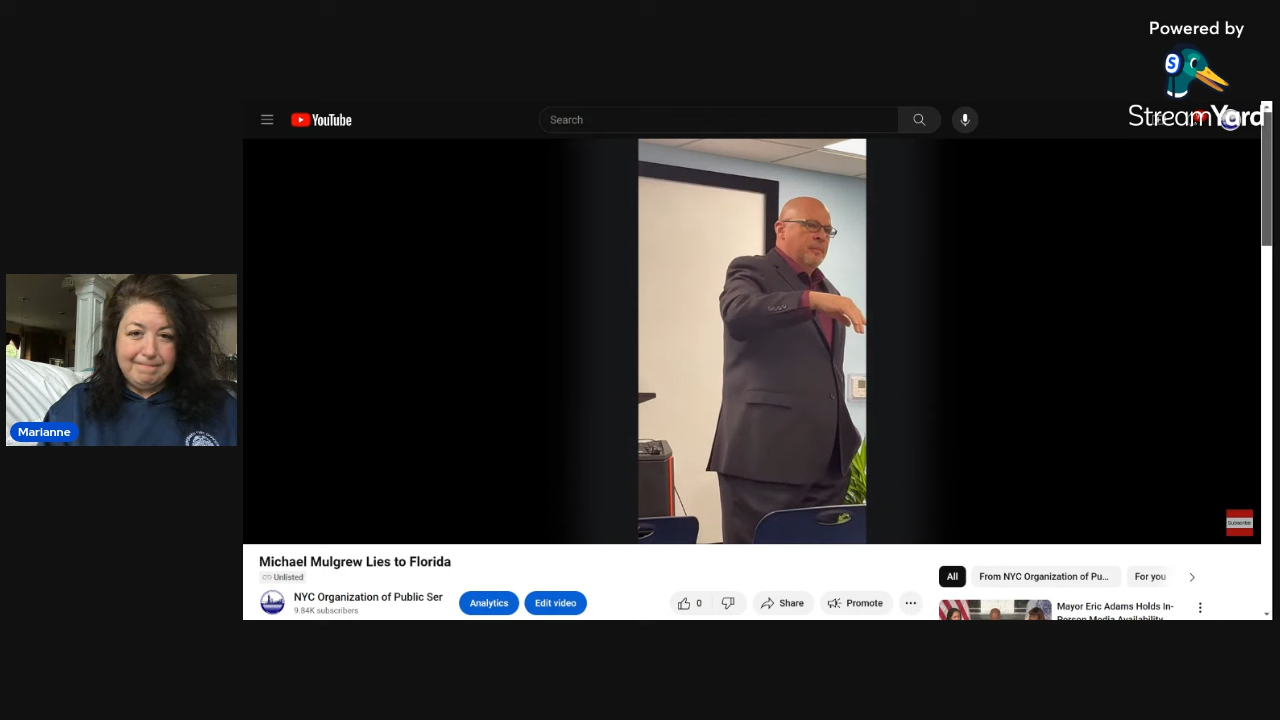 Powered by
StreamYard
YouTube
Search
Marianne
Subscribe
Michael Mulgrew Lies to Florida
Unlisted
NYC Organization of Public Ser
9.84K subscribers
Analytics
Edit video
0
Share
Promote
All
From NYC Organization of Pu...
For you
Mayor Eric Adams Holds In-
Person Media Availability